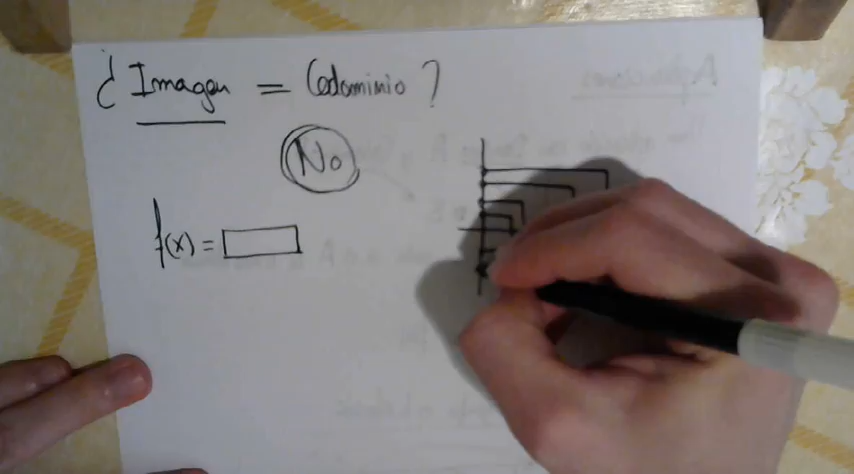 ¿ Imagen = Codominio ?
No
f(x) =